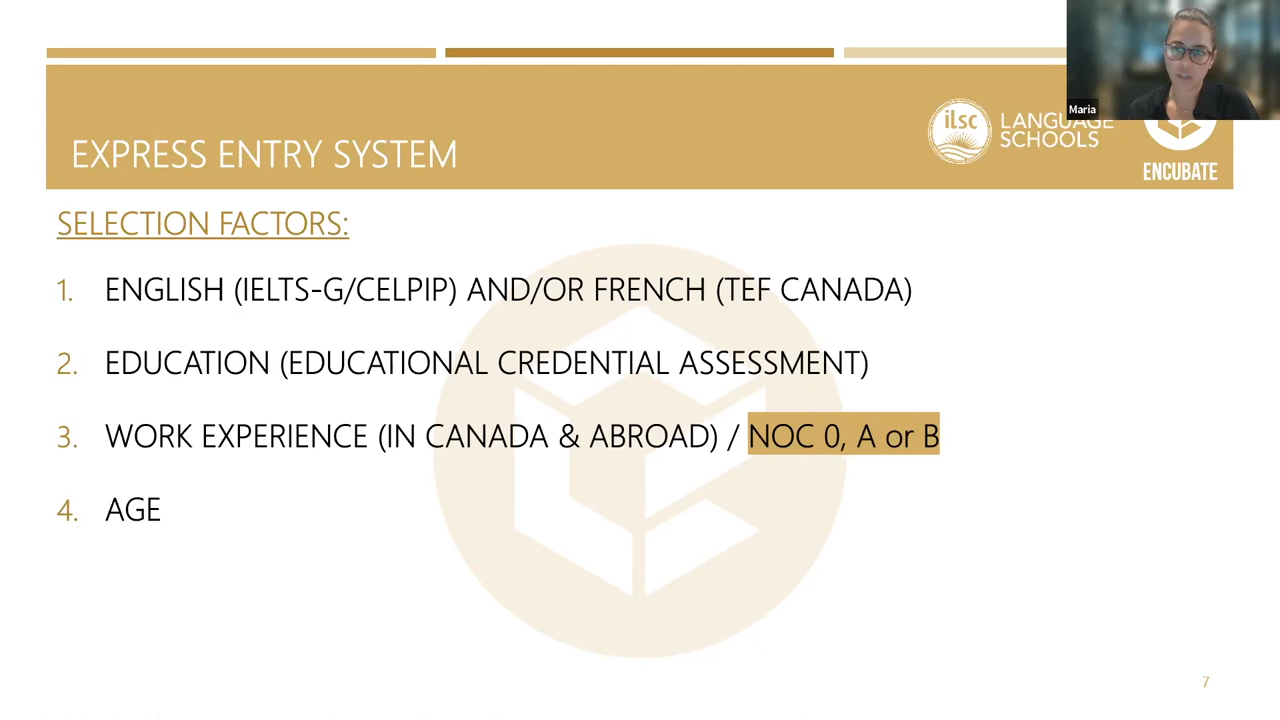 Maria
EXPRESS ENTRY SYSTEM
ilsc
LANGUAGE
SCHOOLS
ENCUBATE
SELECTION FACTORS:
1. ENGLISH (IELTS-G/CELPIP) AND/OR FRENCH (TEF CANADA)
2. EDUCATION (EDUCATIONAL CREDENTIAL ASSESSMENT)
3. WORK EXPERIENCE (IN CANADA & ABROAD) / NOC 0, A or B
4. AGE
7